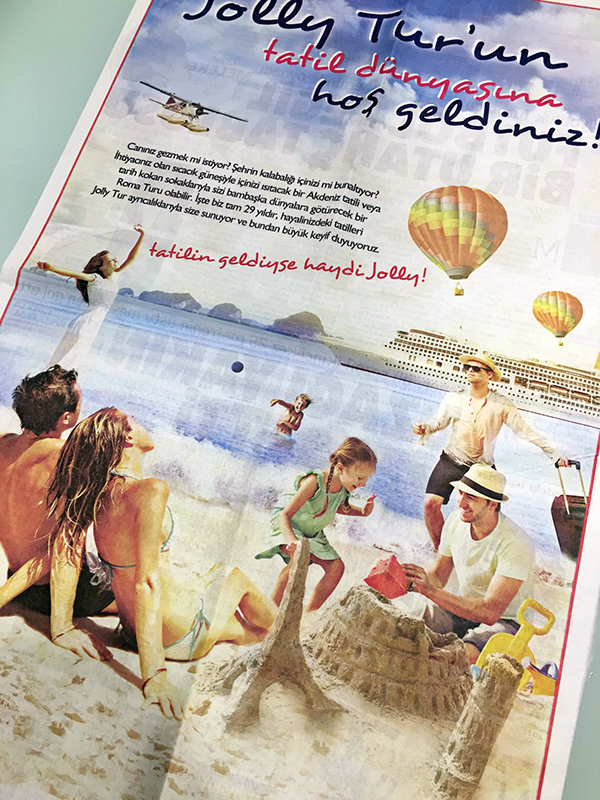 Jolly Tur'un
tatil dünyasına
hoş geldiniz!
Canınız gezmek mi istiyor? Şehrin kalabalığı içinizi mi bunaltıyor?
İhtiyacınız olan sıcacık güneşiyle içinizi ısıtacak bir Akdeniz tatili veya
tarih kokan sokaklarıyla sizi bambaşka dünyalara götürecek bir
Roma Turu olabilir. İşte biz tam 29 yıldır, hayalinizdeki tatilleri
Jolly Tur ayrıcalıklarıyla size sunuyor ve bundan büyük keyif duyuyoruz.
tatilin geldiyse haydi Jolly!